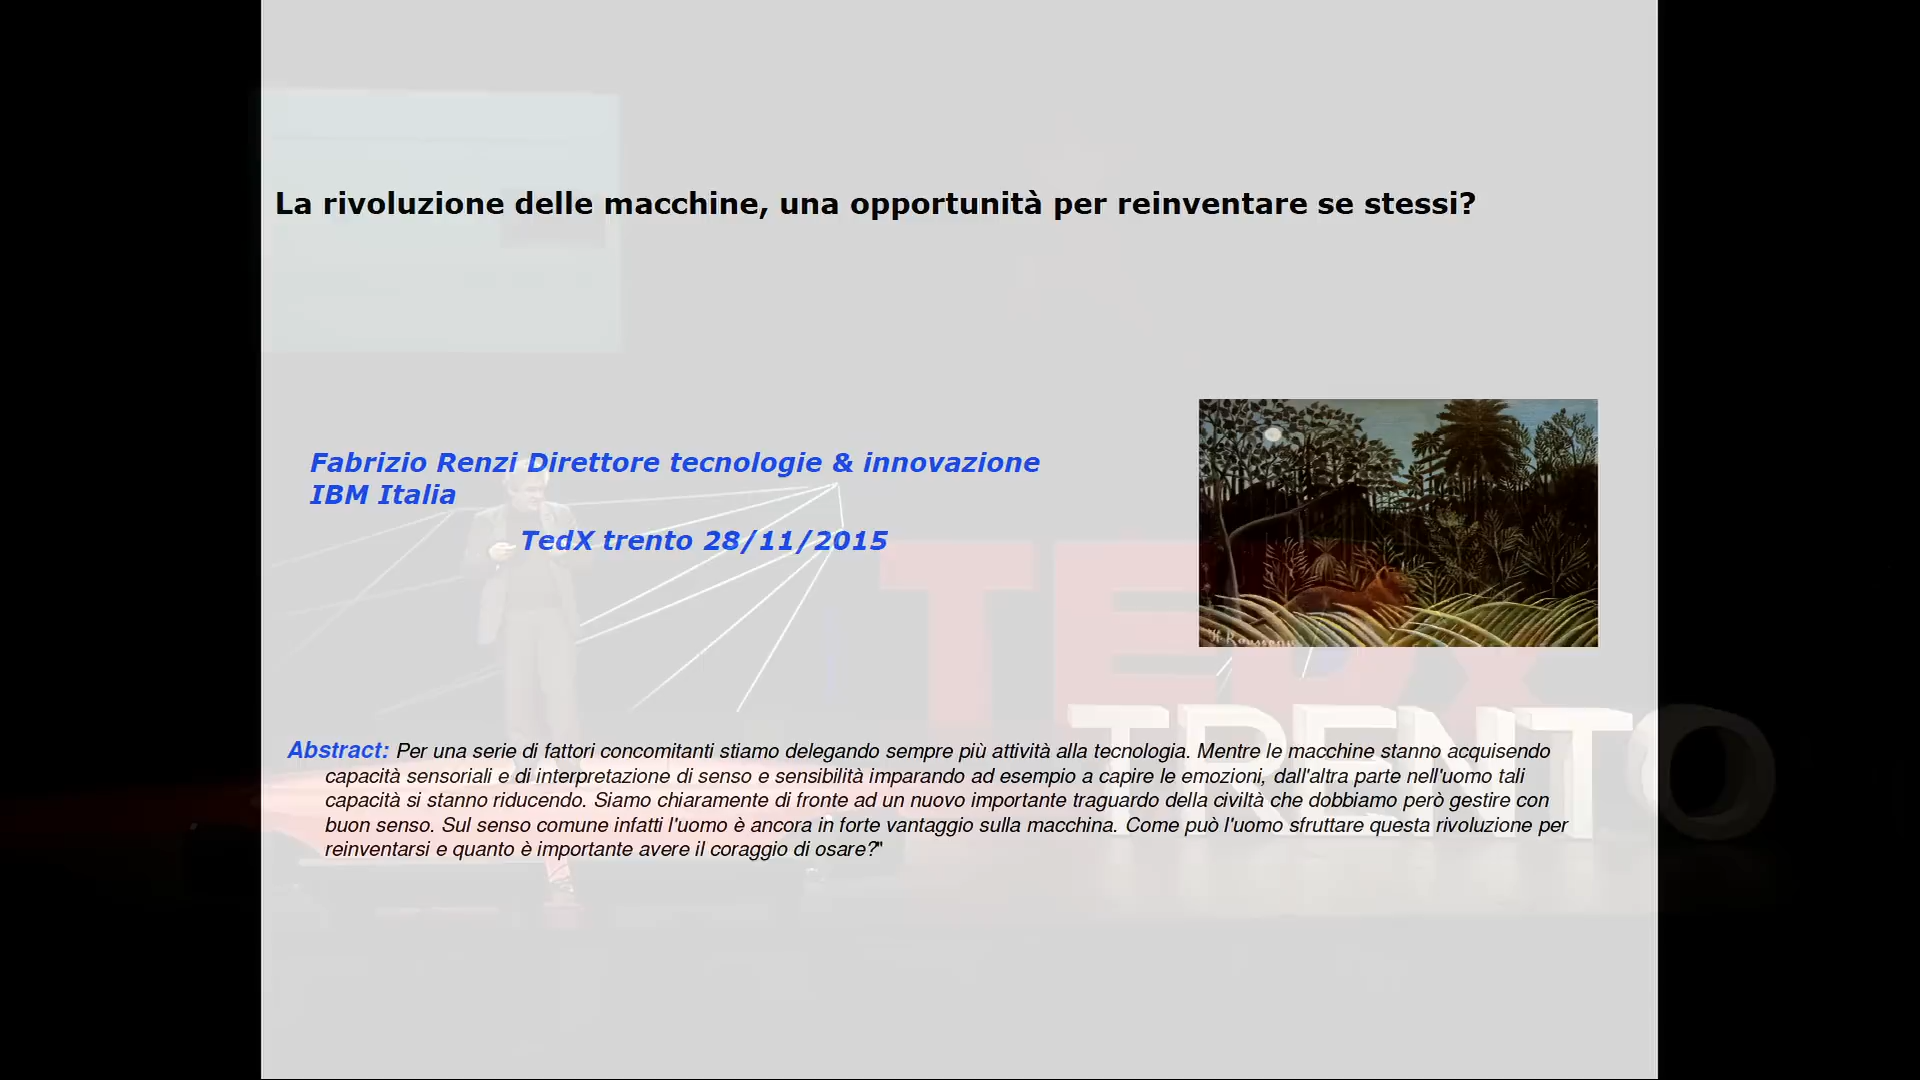 La rivoluzione delle macchine, una opportunità per reinventare se stessi?
Fabrizio Renzi Direttore tecnologie & innovazione
IBM Italia
TedX trento 28/11/2015
H. Rousseau
TEDX
TRENTO
Abstract: Per una serie di fattori concomitanti stiamo delegando sempre più attività alla tecnologia. Mentre le macchine stanno acquisendo
capacità sensoriali e di interpretazione di senso e sensibilità imparando ad esempio a capire le emozioni, dall'altra parte nell'uomo tali
capacità si stanno riducendo. Siamo chiaramente di fronte ad un nuovo importante traguardo della civiltà che dobbiamo però gestire con
buon senso. Sul senso comune infatti l'uomo è ancora in forte vantaggio sulla macchina. Come può l'uomo sfruttare questa rivoluzione per
reinventarsi e quanto è importante avere il coraggio di osare?"